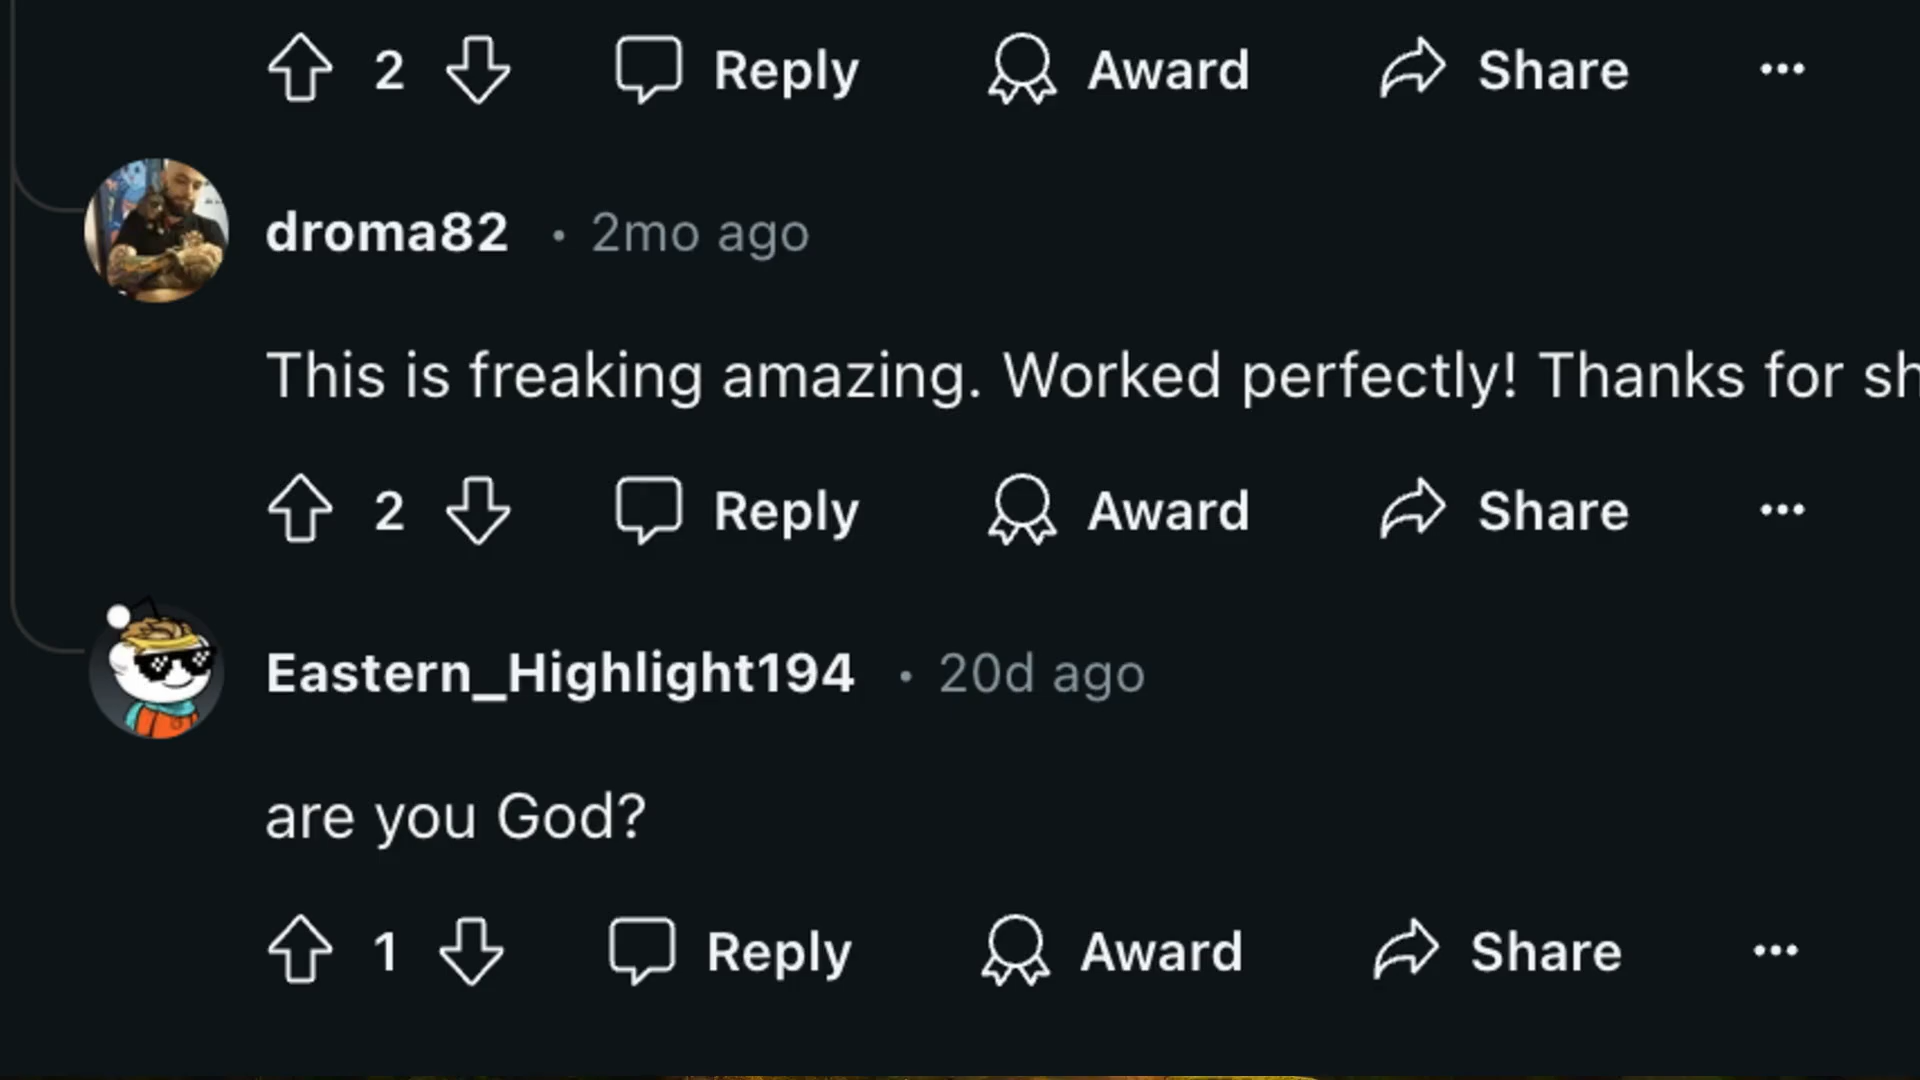 2 Reply Award Share
droma82 • 2mo ago
This is freaking amazing. Worked perfectly! Thanks for sh
2 Reply Award Share
Eastern_Highlight194 • 20d ago
are you God?
1 Reply Award Share